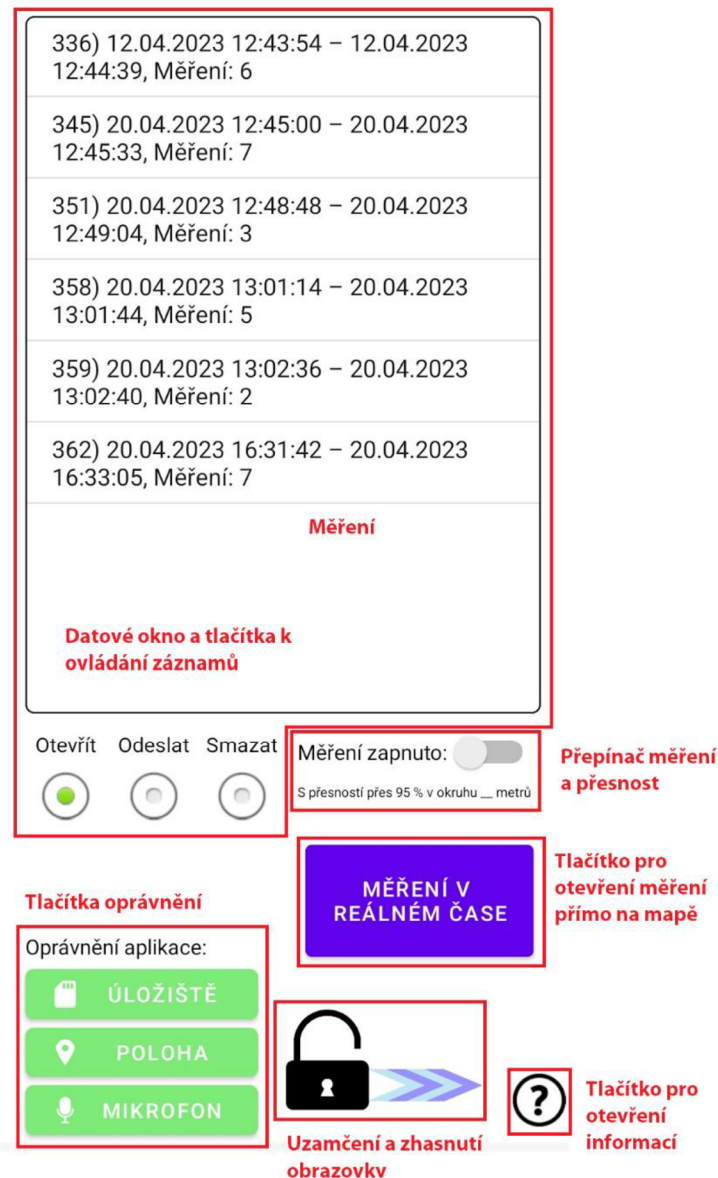 336) 12.04.2023 12:43:54 – 12.04.2023
12:44:39, Měření: 6
345) 20.04.2023 12:45:00 – 20.04.2023
12:45:33, Měření: 7
351) 20.04.2023 12:48:48 – 20.04.2023
12:49:04, Měření: 3
358) 20.04.2023 13:01:14 – 20.04.2023
13:01:44, Měření: 5
359) 20.04.2023 13:02:36 – 20.04.2023
13:02:40, Měření: 2
362) 20.04.2023 16:31:42 – 20.04.2023
16:33:05, Měření: 7
Měření
Datové okno a tlačítka k
ovládání záznamů
Otevřít Odeslat Smazat
Měření zapnuto:
S přesností přes 95 % v okruhu __ metrů
Přepínač měření
a přesnost
MĚŘENÍ V
REÁLNÉM ČASE
Tlačítko pro
otevření měření
přímo na mapě
Tlačítka oprávnění
Oprávnění aplikace:
ÚLOŽIŠTĚ
POLOHA
MIKROFON
Uzamčení a zhasnutí
obrazovky
?
Tlačítko pro
otevření
informací